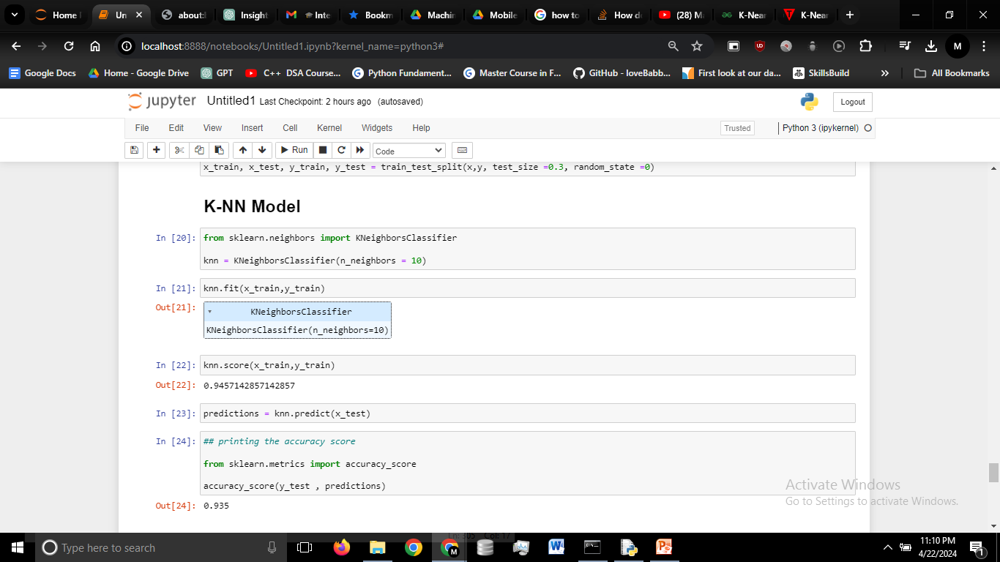 Home
Un
about:
Insight
Inte
Bookm
Machin
Mobile
how to
How d
(28) M
K-Near
K-Near
localhost:8888/notebooks/Untitled1.ipynb?kernel_name=python3#
M
Google Docs
Home - Google Drive
GPT
C++ DSA Course...
Python Fundament...
Master Course in F...
GitHub - loveBabb...
First look at our da...
SkillsBuild
»
All Bookmarks
jupyter
Untitled1 Last Checkpoint: 2 hours ago (autosaved)
Logout
File Edit View Insert Cell Kernel Widgets Help
Trusted
Python 3 (ipykernel)
Run
Code
x_train, x_test, y_train, y_test = train_test_split(x,y, test_size =0.3, random_state =0)
K-NN Model
In [20]: from sklearn.neighbors import KNeighborsClassifier
knn = KNeighborsClassifier(n_neighbors = 10)
In [21]: knn.fit(x_train,y_train)
Out[21]: KNeighborsClassifier
KNeighborsClassifier(n_neighbors=10)
In [22]: knn.score(x_train,y_train)
Out[22]: 0.9457142857142857
In [23]: predictions = knn.predict(x_test)
In [24]: ## printing the accuracy score
from sklearn.metrics import accuracy_score
accuracy_score(y_test , predictions)
Out[24]: 0.935
Activate Windows
Go to Settings to activate Windows.
Ln: 305 Col: 17
Type here to search
M
11:10 PM
4/22/2024
1